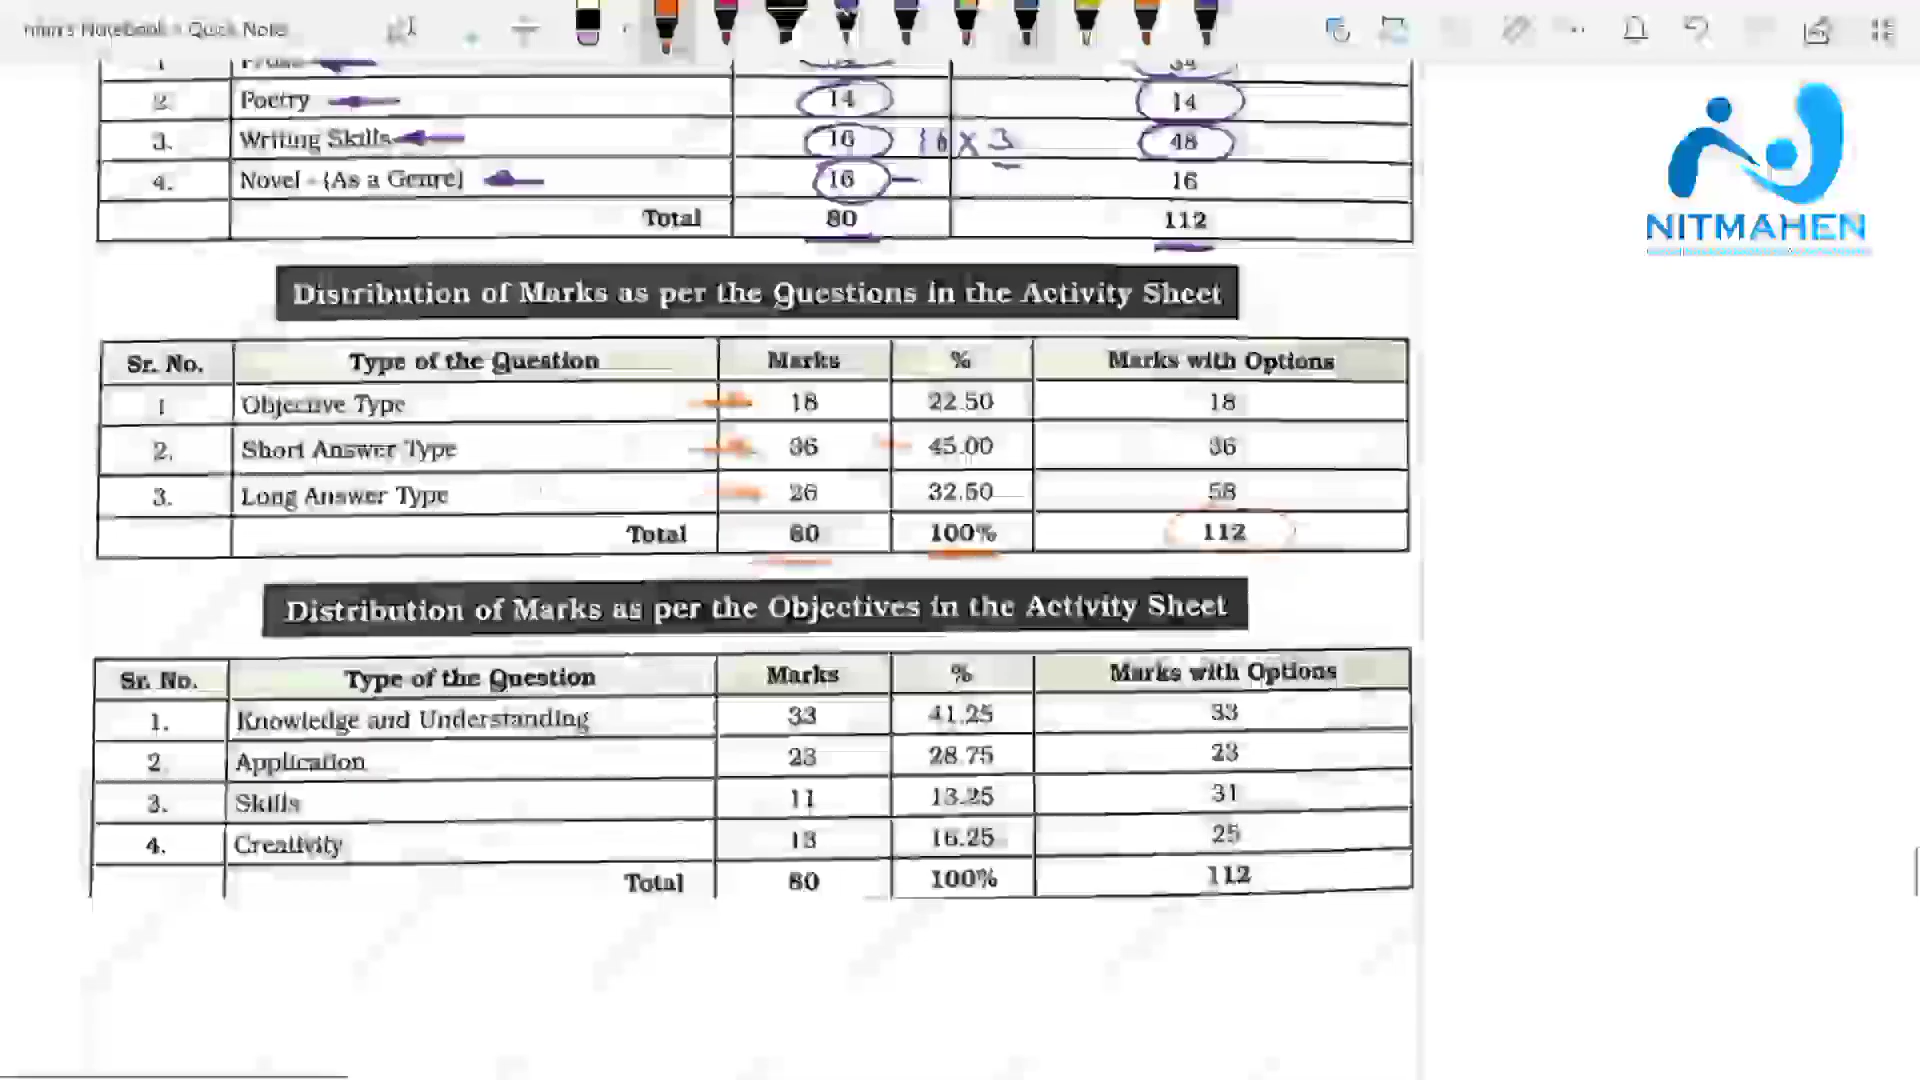 Quick Note
1 Prose 34
2. Poetry 14 14
3. Writing Skills 16 16 x 3 48
4. Novel - (As a Genre) 16 16
Total 80 112
NITMAHEN
Distribution of Marks as per the Questions in the Activity Sheet
Sr. No. Type of the Question Marks % Marks with Options
1 Objective Type 18 22.50 18
2. Short Answer Type 36 45.00 36
3. Long Answer Type 26 32.50 58
Total 80 100% 112
Distribution of Marks as per the Objectives in the Activity Sheet
Sr. No. Type of the Question Marks % Marks with Options
1. Knowledge and Understanding 33 41.25 33
2. Application 23 28.75 23
3. Skills 11 13.25 31
4. Creativity 13 16.25 25
Total 80 100% 112